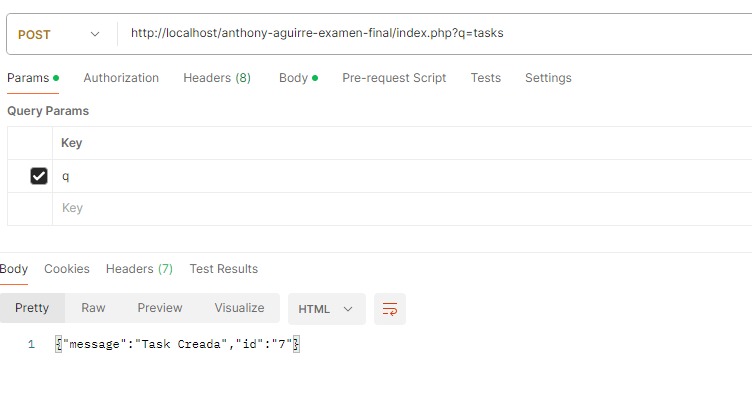 POST http://localhost/anthony-aguirre-examen-final/index.php?q=tasks
Params Authorization Headers (8) Body Pre-request Script Tests Settings
Query Params
Key
q
Key
Body Cookies Headers (7) Test Results
Pretty Raw Preview Visualize HTML
1 {"message":"Task Creada","id":"7"}